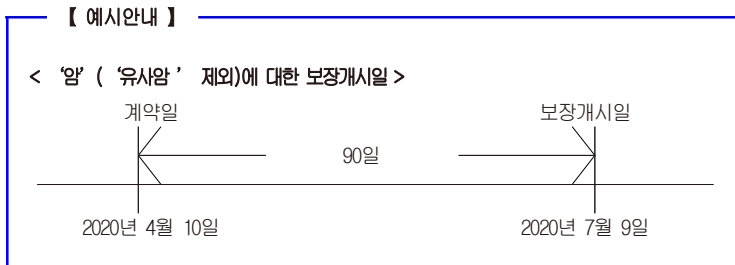 【 예시안내 】
< ‘암’ ( ‘유사암 ’ 제외)에 대한 보장개시일 >
계약일 보장개시일
90일
2020년 4월 10일 2020년 7월 9일